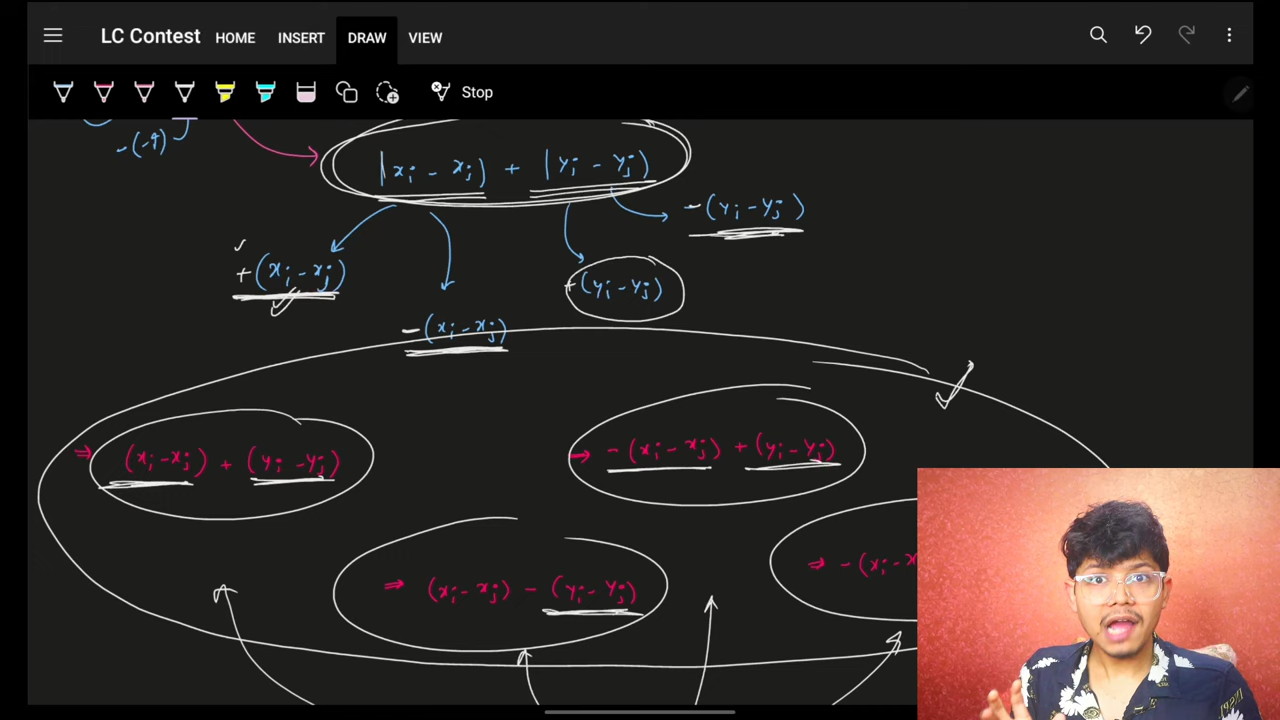 LC Contest HOME INSERT DRAW VIEW
Stop
-(-4)
|xi - xj| + |yi - yj|
-(yi - yj)
+(xi - xj)
+(yi - yj)
-(xi - xj)
⇒ (xi - xj) + (yi - yj)
⇒ -(xi - xj) + (yi - yj)
⇒ (xi - xj) - (yi - yj)
⇒ -(xi - x